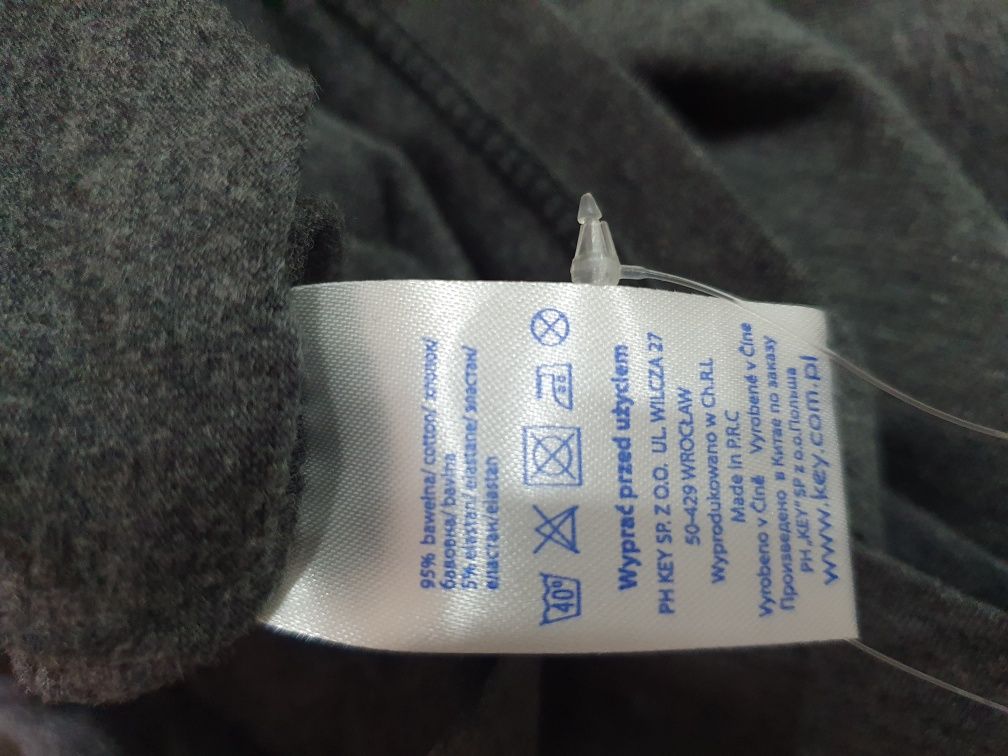 95% bawełna/ cotton/ хлопок/
бавовна/ bavlna
5% elastan/ elastane/ эластан/
еластан/elastan
40°
Wyprać przed użyciem
PH KEY SP. Z O.O. UL. WILCZA 27
50-429 WROCŁAW
Wyprodukowano w Ch.R.L
Made In P.R.C
Vyrobeno v Číně Vyrobené v Číne
Произведено в Китае по заказу
PH „KEY” SP z o.o.Польша
www.key.com.pl